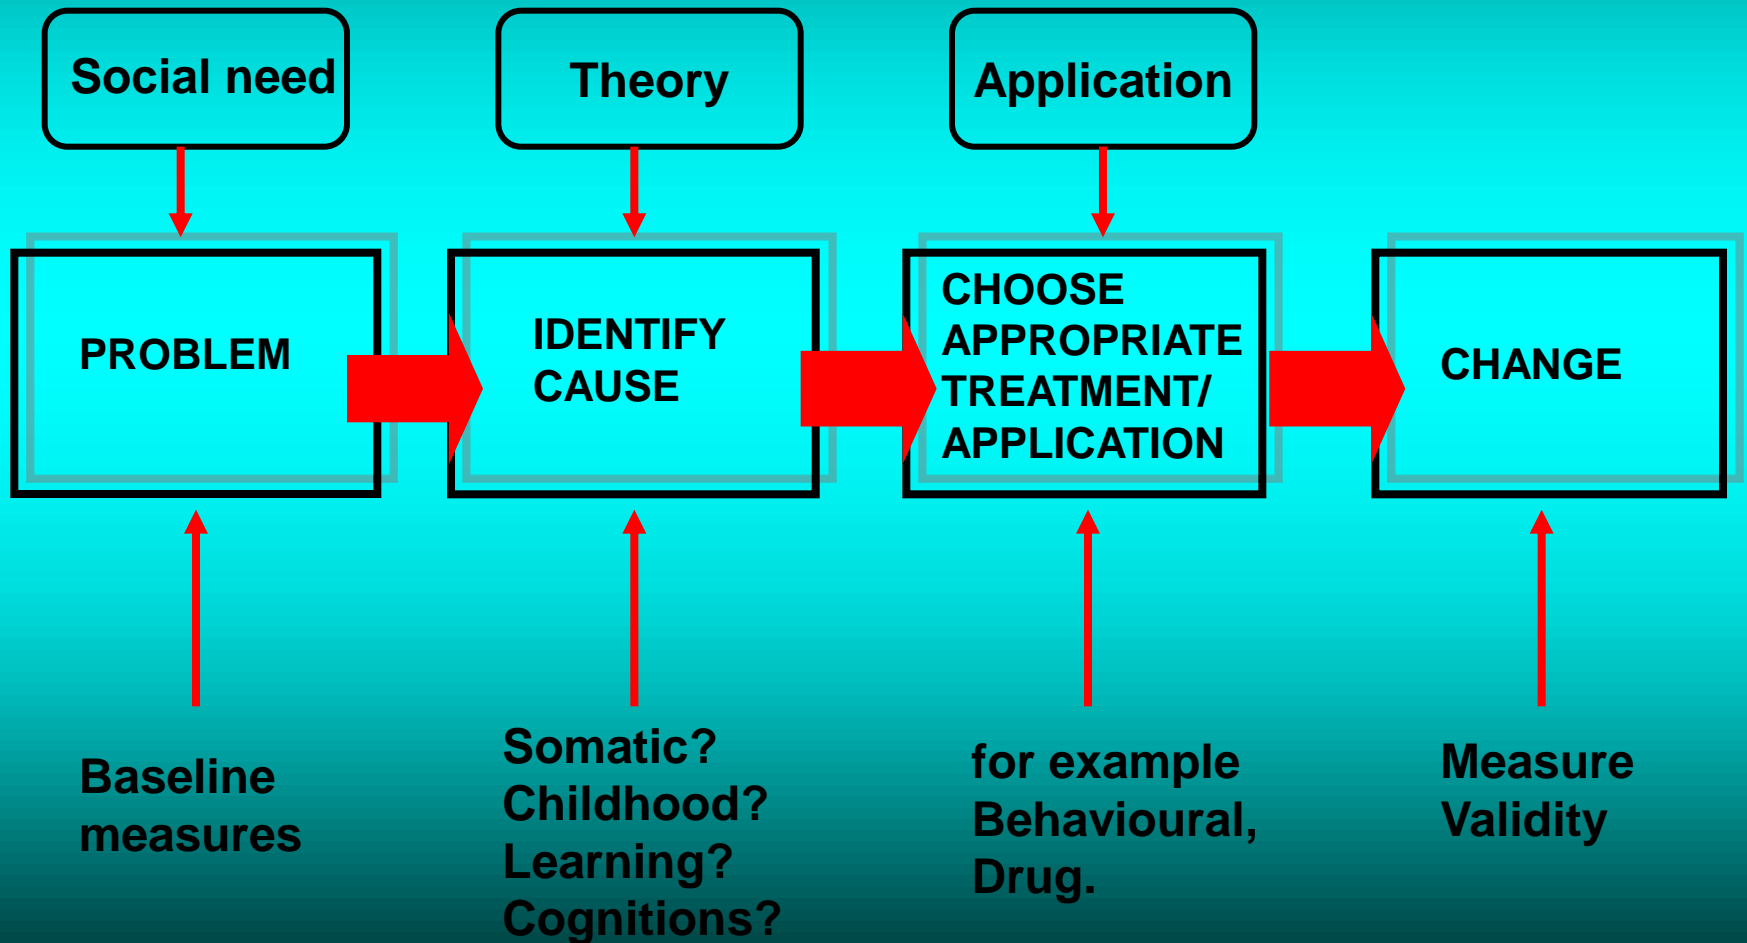 Social need
Theory
Application
PROBLEM
IDENTIFY
CAUSE
CHOOSE
APPROPRIATE
TREATMENT/
APPLICATION
CHANGE
Baseline
measures
Somatic?
Childhood?
Learning?
Cognitions?
for example
Behavioural,
Drug.
Measure
Validity